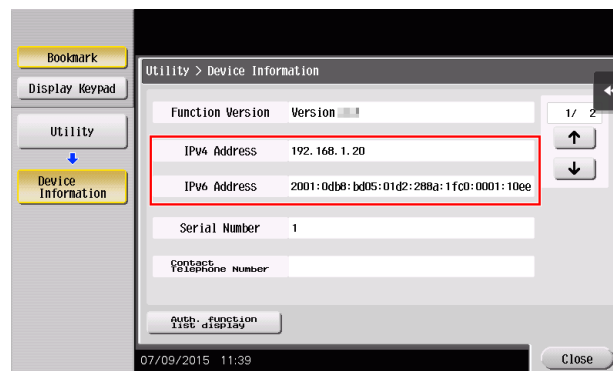 Bookmark
Display Keypad
Utility
Device
Information
Utility > Device Information
Function Version Version
IPv4 Address 192.168.1.20
IPv6 Address 2001:0db8:bd05:01d2:288a:1fc0:0001:10ee
Serial Number 1
Contact
Telephone Number
Auth. function
list display
1/ 2
07/09/2015 11:39
Close